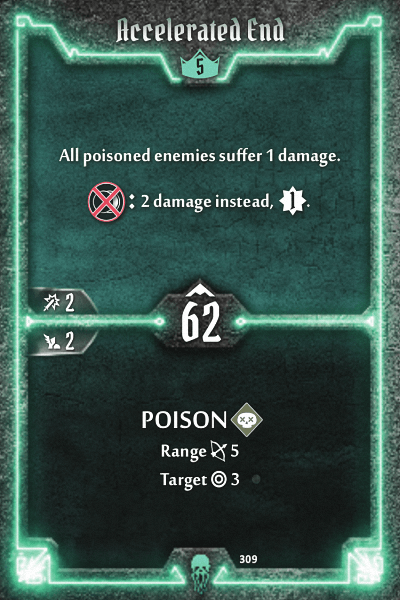 Accelerated End
5
All poisoned enemies suffer 1 damage.
: 2 damage instead, 1.
2
62
2
POISON
Range 5
Target 3
309